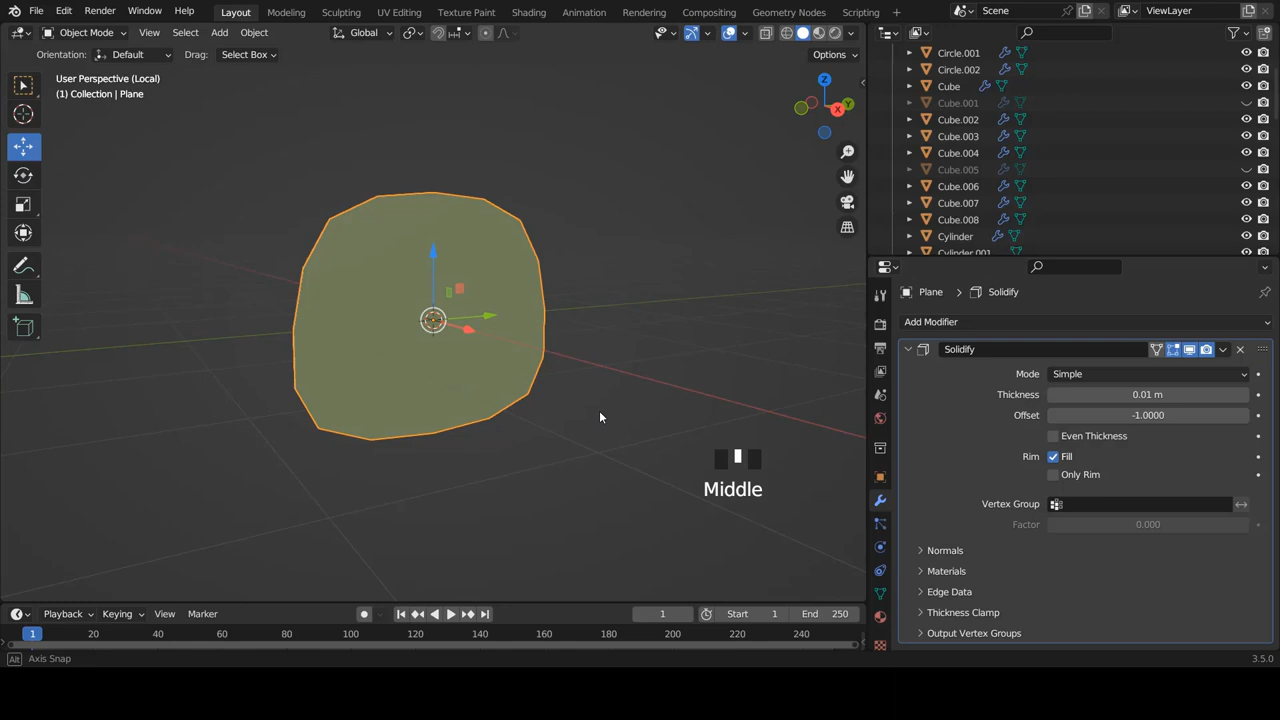 File Edit Render Window Help Layout Modeling Sculpting UV Editing Texture Paint Shading Animation Rendering Compositing Geometry Nodes Scripting + Scene ViewLayer
Object Mode View Select Add Object Global
Orientation: Default Drag: Select Box Options
User Perspective (Local)
(1) Collection | Plane
Z
Y
X
Circle.001
Circle.002
Cube
Cube.001
Cube.002
Cube.003
Cube.004
Cube.005
Cube.006
Cube.007
Cube.008
Cylinder
Cylinder.001
Plane > Solidify
Add Modifier
Solidify
Mode Simple
Thickness 0.01 m
Offset -1.0000
Even Thickness
Rim Fill
Only Rim
Vertex Group
Factor 0.000
Normals
Materials
Edge Data
Thickness Clamp
Output Vertex Groups
Middle
Playback Keying View Marker 1 Start 1 End 250
1 20 40 60 80 100 120 140 160 180 200 220 240
Alt Axis Snap 3.5.0